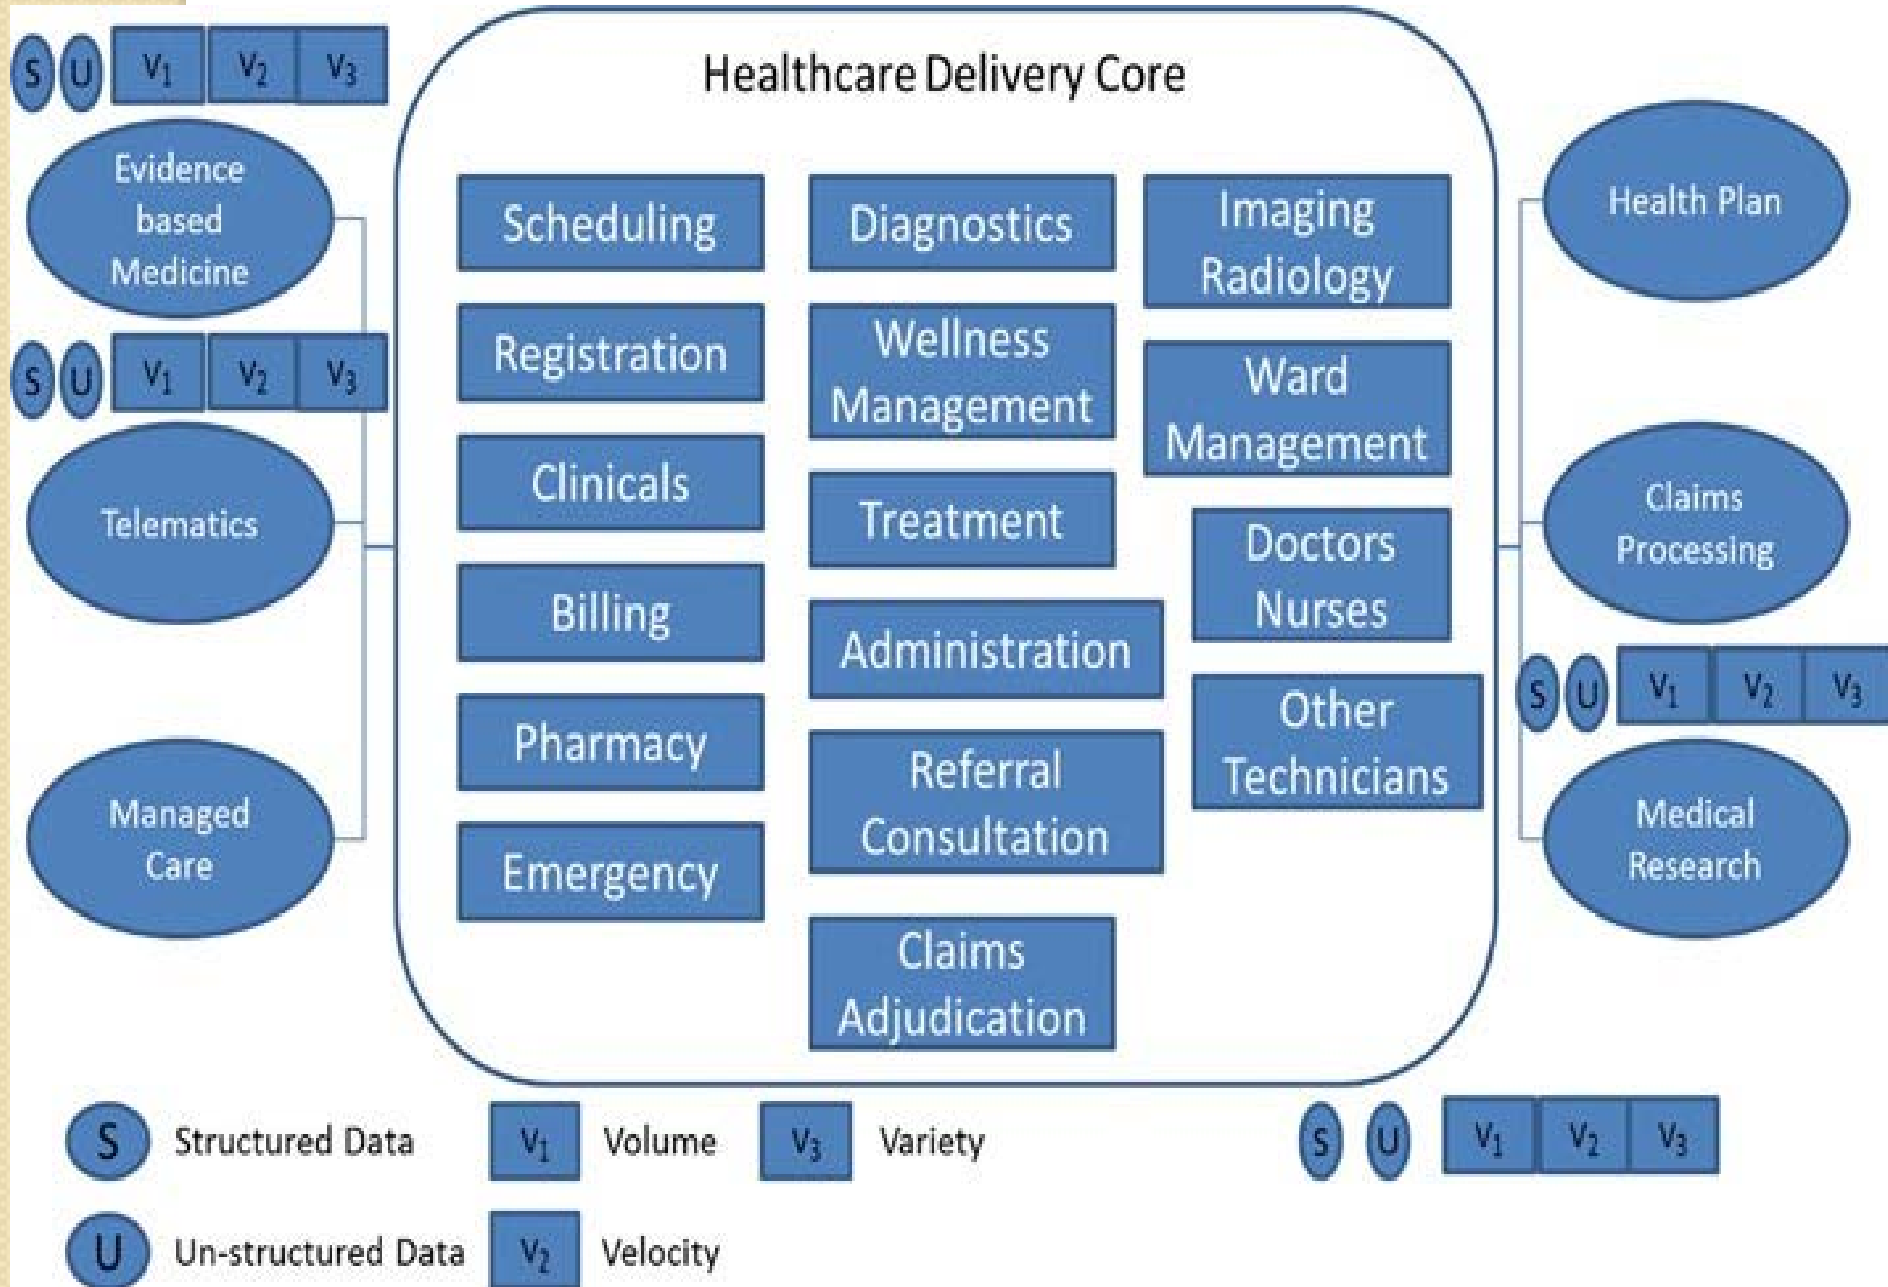 S U V₁ V₂ V₃
Evidence
based
Medicine
S U V₁ V₂ V₃
Telematics
Managed
Care
Healthcare Delivery Core
Scheduling
Registration
Clinicals
Billing
Pharmacy
Emergency
Diagnostics
Wellness
Management
Treatment
Administration
Referral
Consultation
Claims
Adjudication
Imaging
Radiology
Ward
Management
Doctors
Nurses
Other
Technicians
Health Plan
Claims
Processing
S U V₁ V₂ V₃
Medical
Research
S Structured Data V₁ Volume V₃ Variety
S U V₁ V₂ V₃
U Un-structured Data V₂ Velocity